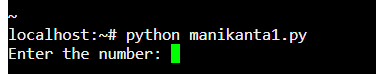 ~
localhost:~# python manikanta1.py
Enter the number: